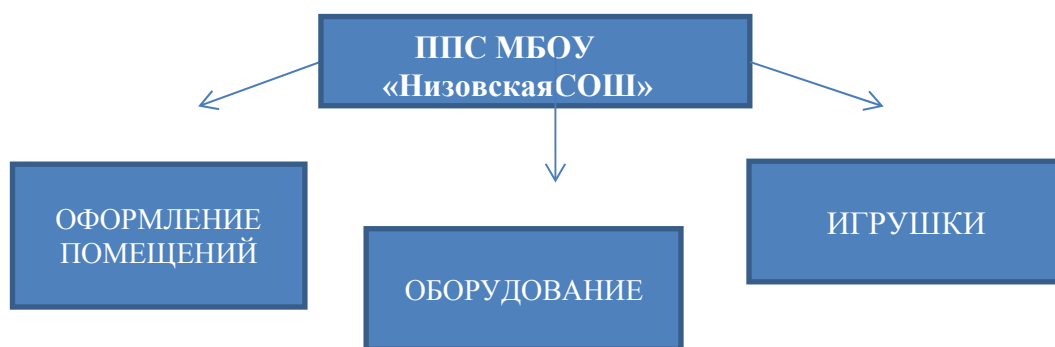 ППС МБОУ
«НизовскаяСОШ»
ОФОРМЛЕНИЕ
ПОМЕЩЕНИЙ
ОБОРУДОВАНИЕ
ИГРУШКИ